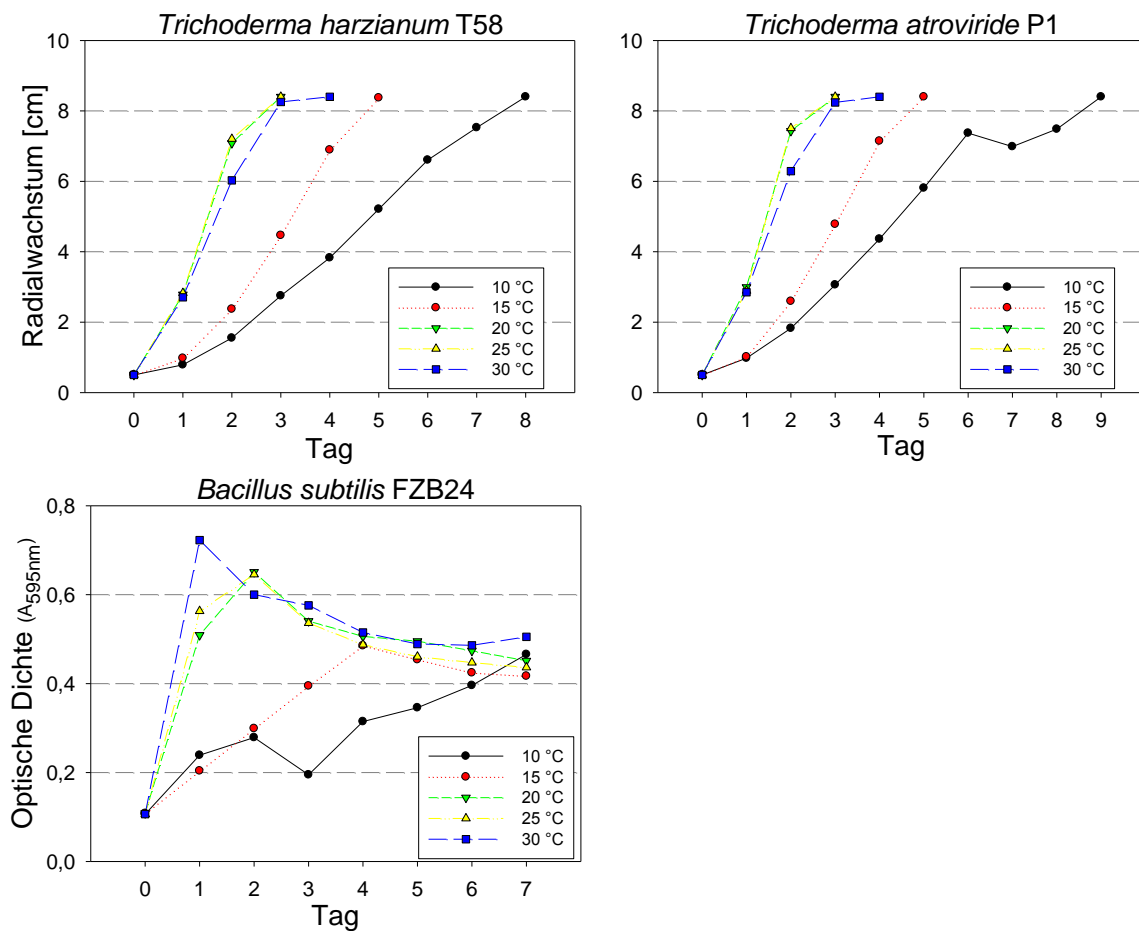 Trichoderma harzianum T58
Radialwachstum [cm]
10
8
6
4
2
0
10 °C
15 °C
20 °C
25 °C
30 °C
0 1 2 3 4 5 6 7 8
Tag
Trichoderma atroviride P1
10
8
6
4
2
0
10 °C
15 °C
20 °C
25 °C
30 °C
0 1 2 3 4 5 6 7 8 9
Tag
Bacillus subtilis FZB24
Optische Dichte (A595nm)
0,8
0,6
0,4
0,2
0,0
10 °C
15 °C
20 °C
25 °C
30 °C
0 1 2 3 4 5 6 7
Tag